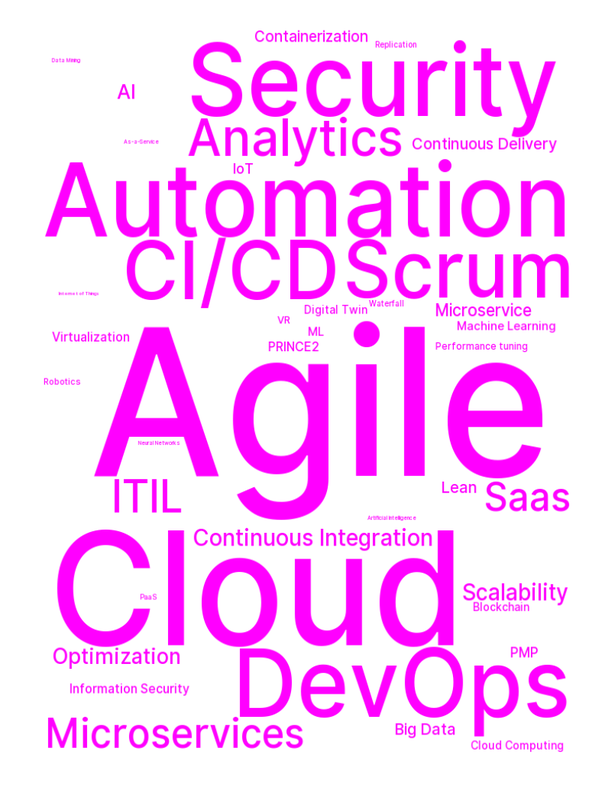 Containerization
Replication
Security
Data Mining
AI
Analytics
Continuous Delivery
As-a-Service
IoT
Automation
CI/CD
Scrum
Internet of Things
Waterfall
Digital Twin
Microservice
VR
Machine Learning
ML
Virtualization
PRINCE2
Performance tuning
Agile
Robotics
Neural Networks
Lean
ITIL
Saas
Artificial Intelligence
Continuous Integration
Cloud
Scalability
PaaS
Blockchain
Optimization
PMP
DevOps
Information Security
Microservices
Big Data
Cloud Computing